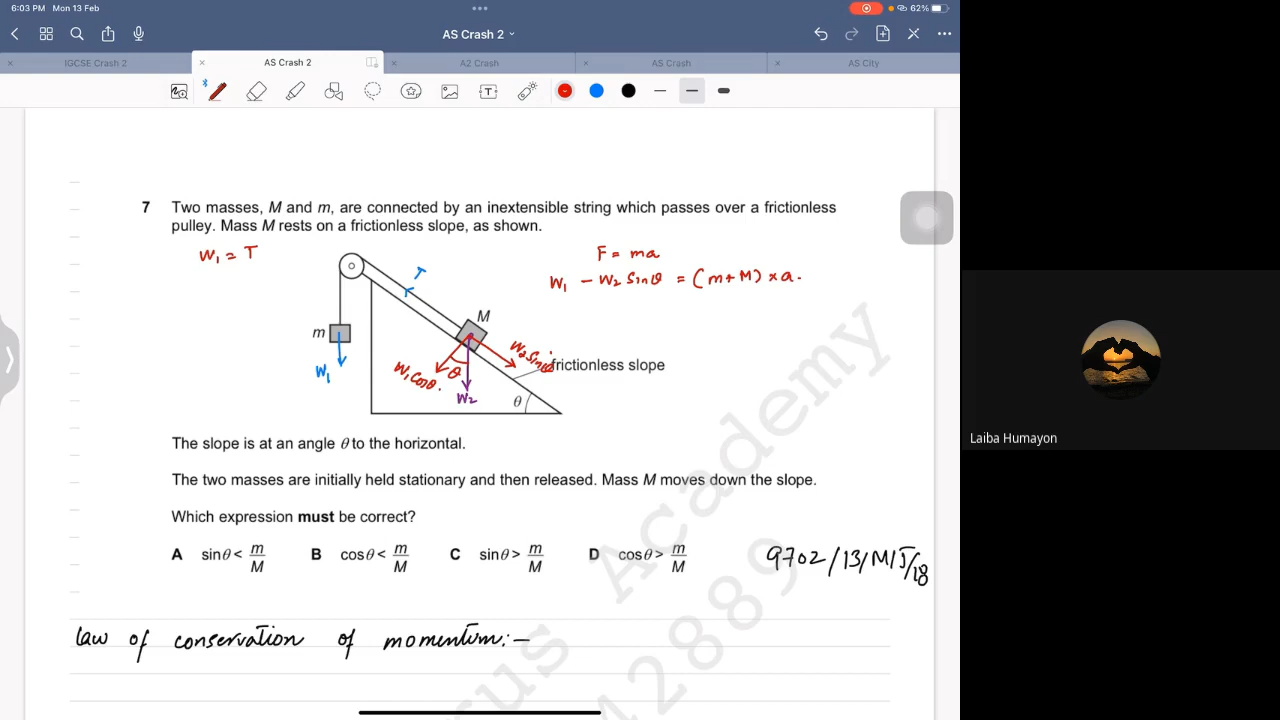 6:03 PM Mon 13 Feb
62%
AS Crash 2
IGCSE Crash 2
AS Crash 2
A2 Crash
AS Crash
AS City
7 Two masses, M and m, are connected by an inextensible string which passes over a frictionless
pulley. Mass M rests on a frictionless slope, as shown.
W₁ = T
F = ma
W₁ - W₂ sinθ = (m+M) × a.
T
M
m
W₁
W₂ sinθ
frictionless slope
W₁ cosθ.
θ
W₂
θ
The slope is at an angle θ to the horizontal.
The two masses are initially held stationary and then released. Mass M moves down the slope.
Which expression must be correct?
A sinθ < m/M B cosθ < m/M C sinθ > m/M D cosθ > m/M
9702/13/M/J/18
law of conservation of momentum:-
Academy
42889
Laiba Humayon